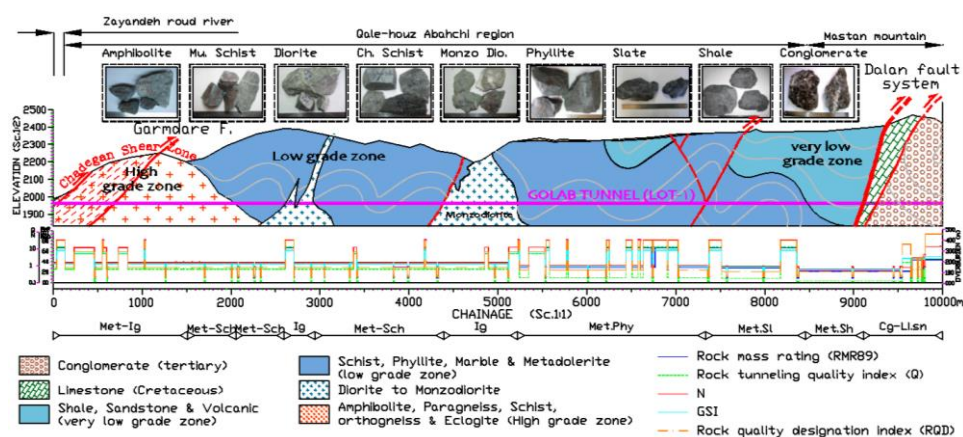 Zayandeh roud river
Qale-houz Abahchi region
Mastan mountain
Amphibolite
Mu. Schist
Diorite
Ch. Schist
Monzo Dio.
Phyllite
Slate
Shale
Conglomerate
Dalan fault
system
ELEVATION (Sc.1:2)
2500
2400
2300
2200
2100
2000
1900
Garmdare F.
Chadegan Shear Zone
High
grade zone
Low grade zone
very low
grade zone
GOLAB TUNNEL (LOT-1)
Monzodiorite
0 1000 2000 3000 4000 5000 6000 7000 8000 9000 10000m
CHAINAGE (Sc.1:1)
Met-Ig
Met-Sch
Met-Sch
Ig
Met-Sch
Ig
Met.Phy
Met.Sl
Met.Sh
Cg-Li.sn
Conglomerate (tertiary)
Limestone (Cretaceous)
Shale, Sandstone & Volcanic
(very low grade zone)
Schist, Phyllite, Marble & Metadolerite
(low grade zone)
Diorite to Monzodiorite
Amphibolite, Paragneiss, Schist,
orthogneiss & Eclogite (High grade zone)
Rock mass rating (RMR89)
Rock tunneling quality index (Q)
N
GSI
Rock quality designation index (RQD)